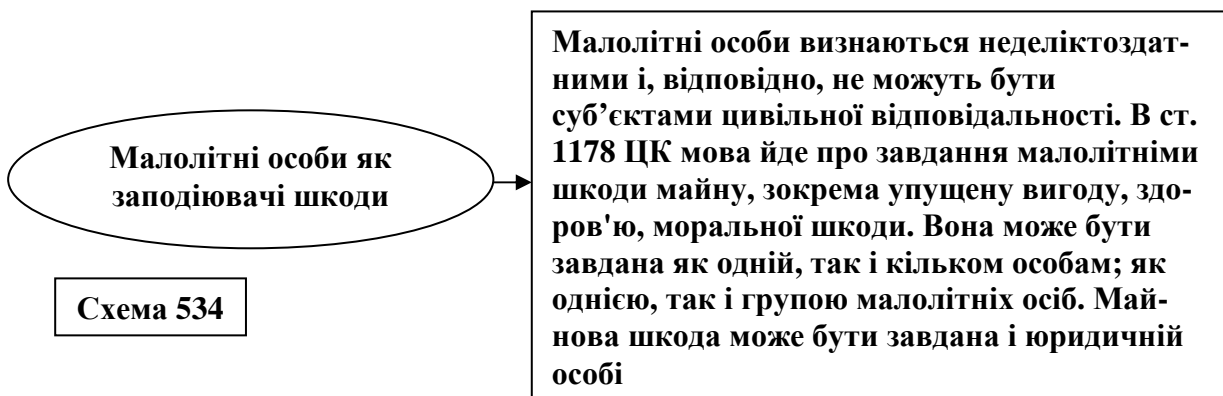 Малолітні особи як
заподіювачі шкоди
Схема 534
Малолітні особи визнаються неделіктоздат-
ними і, відповідно, не можуть бути
суб’єктами цивільної відповідальності. В ст.
1178 ЦК мова йде про завдання малолітніми
шкоди майну, зокрема упущену вигоду, здо-
ров'ю, моральної шкоди. Вона може бути
завдана як одній, так і кільком особам; як
однією, так і групою малолітніх осіб. Май-
нова шкода може бути завдана і юридичній
особі